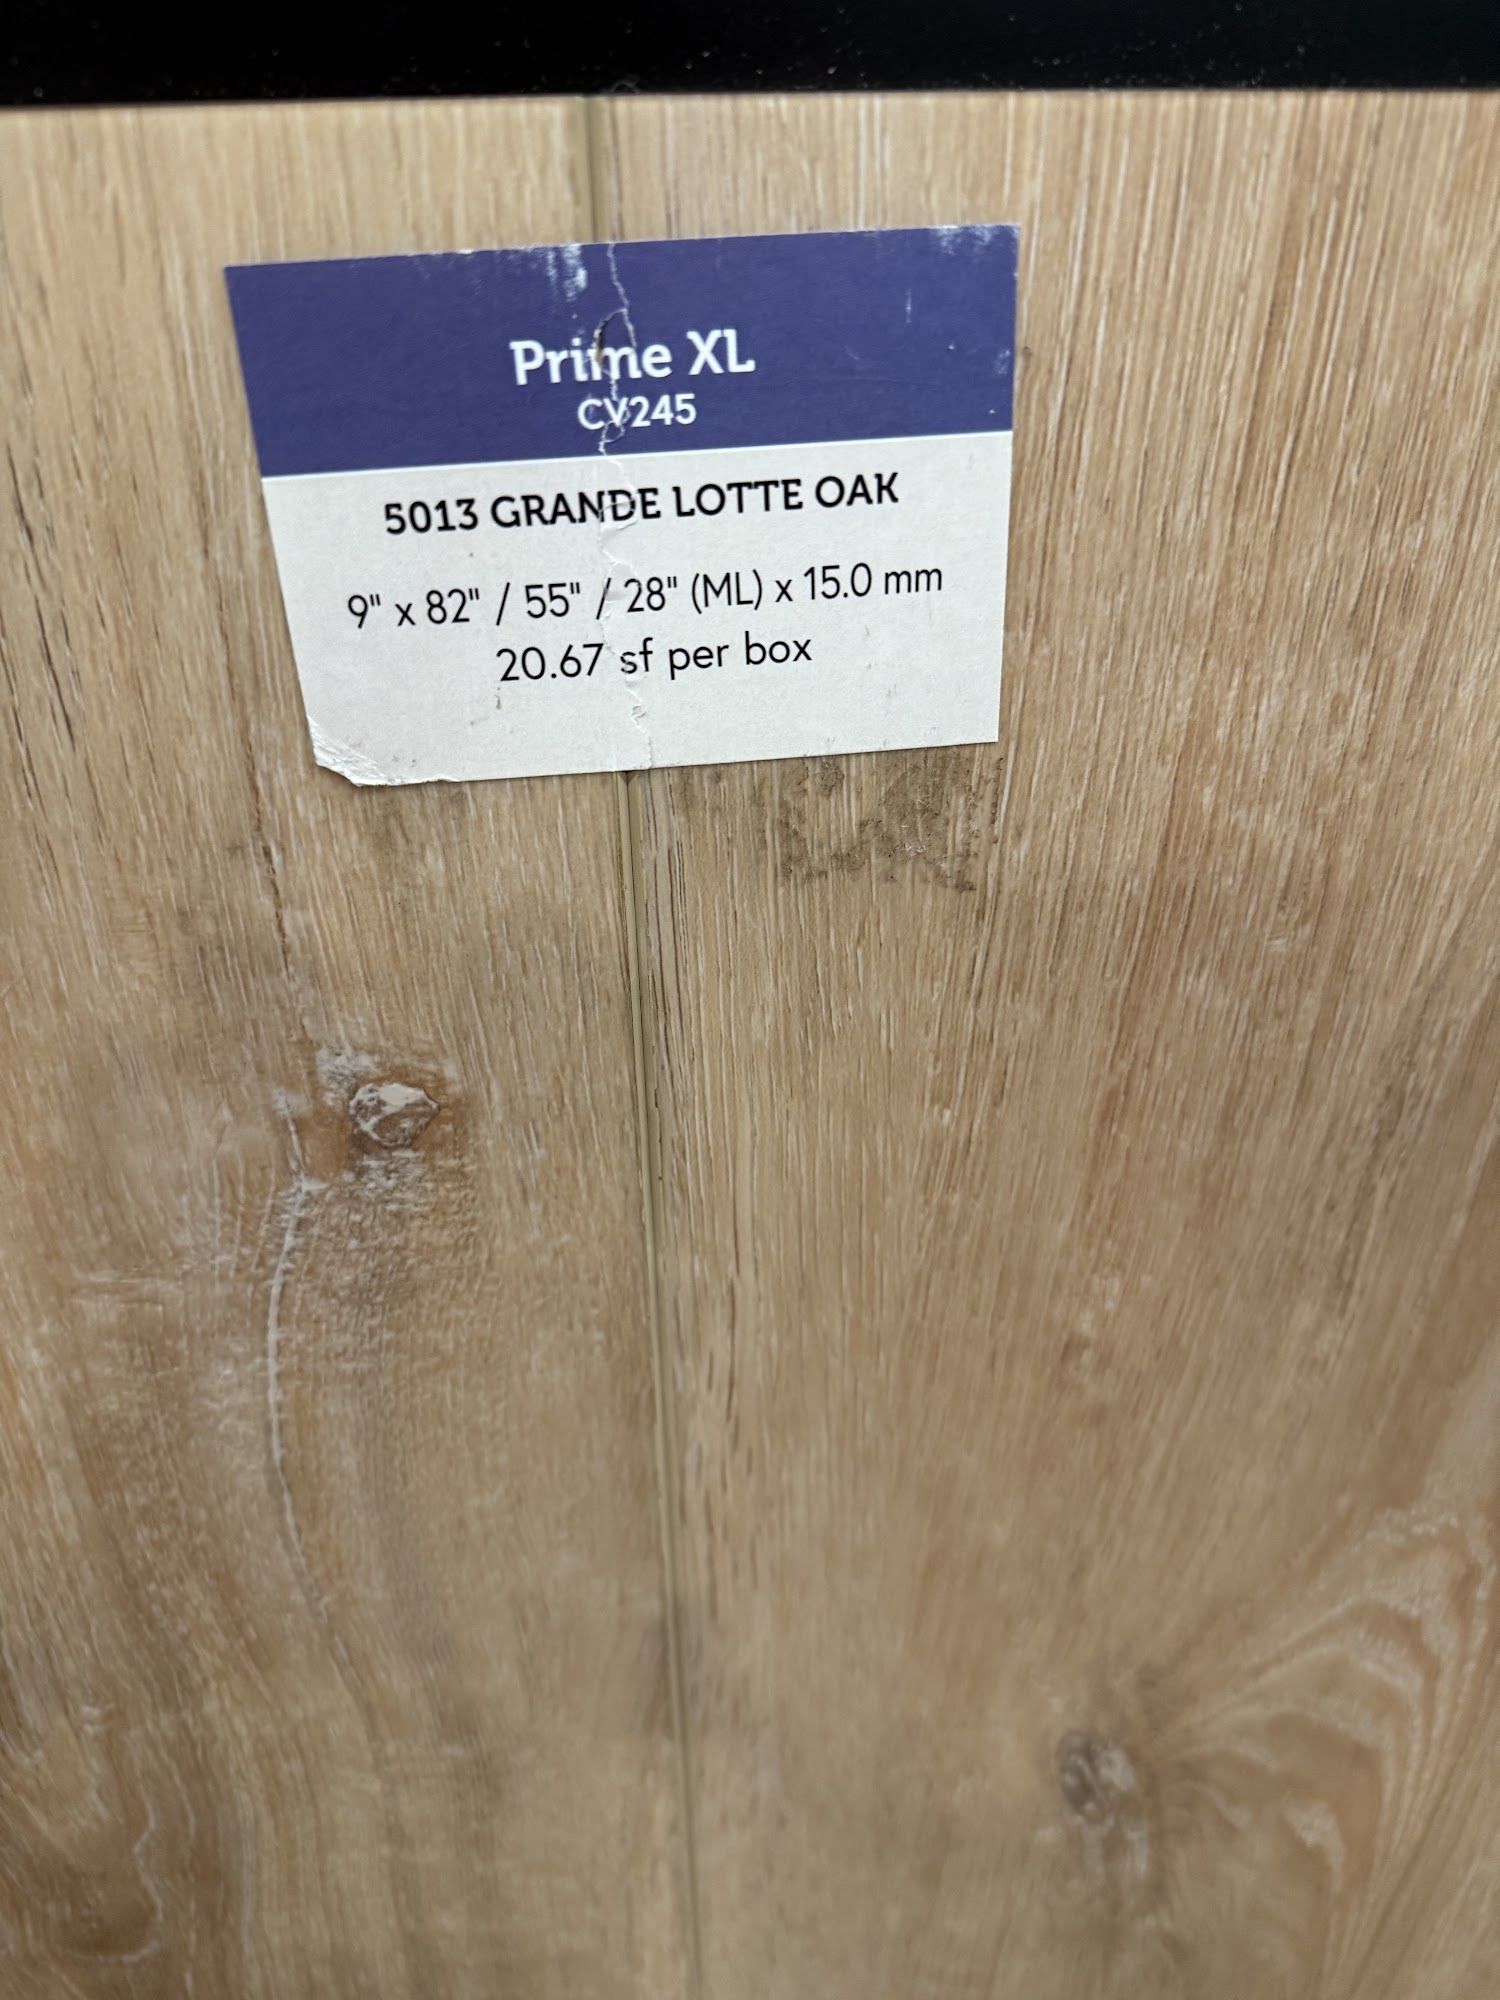 Prime XL
CV245
5013 GRANDE LOTTE OAK
9" x 82" / 55" / 28" (ML) x 15.0 mm
20.67 sf per box